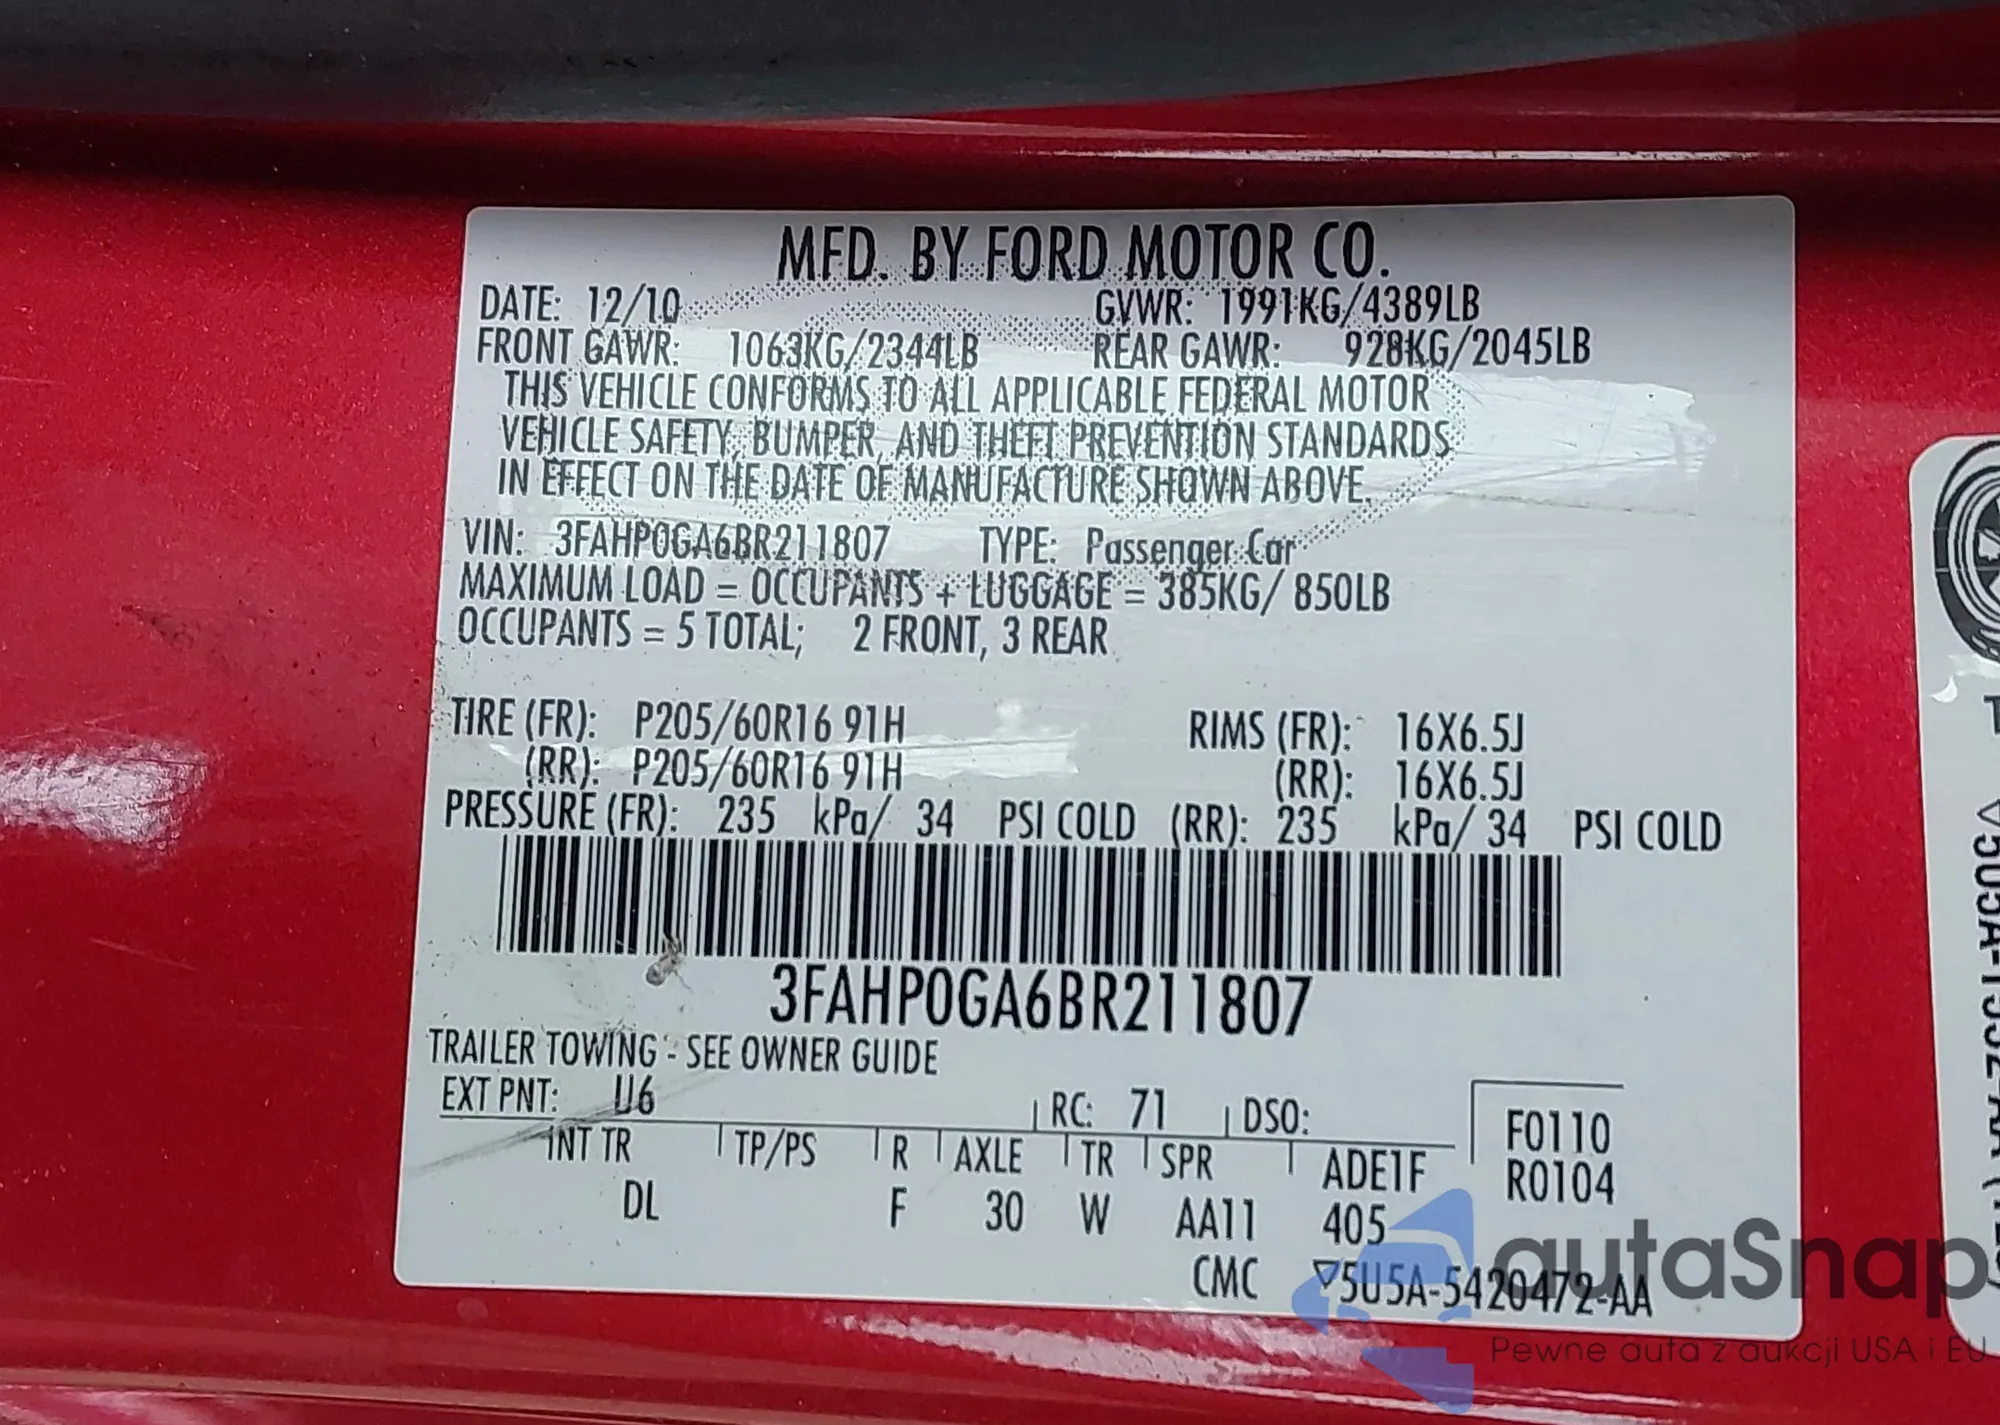 MFD. BY FORD MOTOR CO.
DATE: 12/10 GVWR: 1991KG/4389LB
FRONT GAWR: 1063KG/2344LB REAR GAWR: 928KG/2045LB
THIS VEHICLE CONFORMS TO ALL APPLICABLE FEDERAL MOTOR
VEHICLE SAFETY, BUMPER, AND THEFT PREVENTION STANDARDS
IN EFFECT ON THE DATE OF MANUFACTURE SHOWN ABOVE.
VIN: 3FAHP0GA6BR211807 TYPE: Passenger Car
MAXIMUM LOAD = OCCUPANTS + LUGGAGE = 385KG/ 850LB
OCCUPANTS = 5 TOTAL; 2 FRONT, 3 REAR
TIRE (FR): P205/60R16 91H RIMS (FR): 16X6.5J
(RR): P205/60R16 91H (RR): 16X6.5J
PRESSURE (FR): 235 kPa/ 34 PSI COLD (RR): 235 kPa/ 34 PSI COLD
3FAHP0GA6BR211807
TRAILER TOWING - SEE OWNER GUIDE
EXT PNT: U6 RC: 71 DSO: F0110
INT TR TP/PS R AXLE TR SPR ADE1F R0104
DL F 30 W AA11 405
CMC ▽5U5A-5420472-AA
autaSnap
Pewne auta z aukcji USA i EU